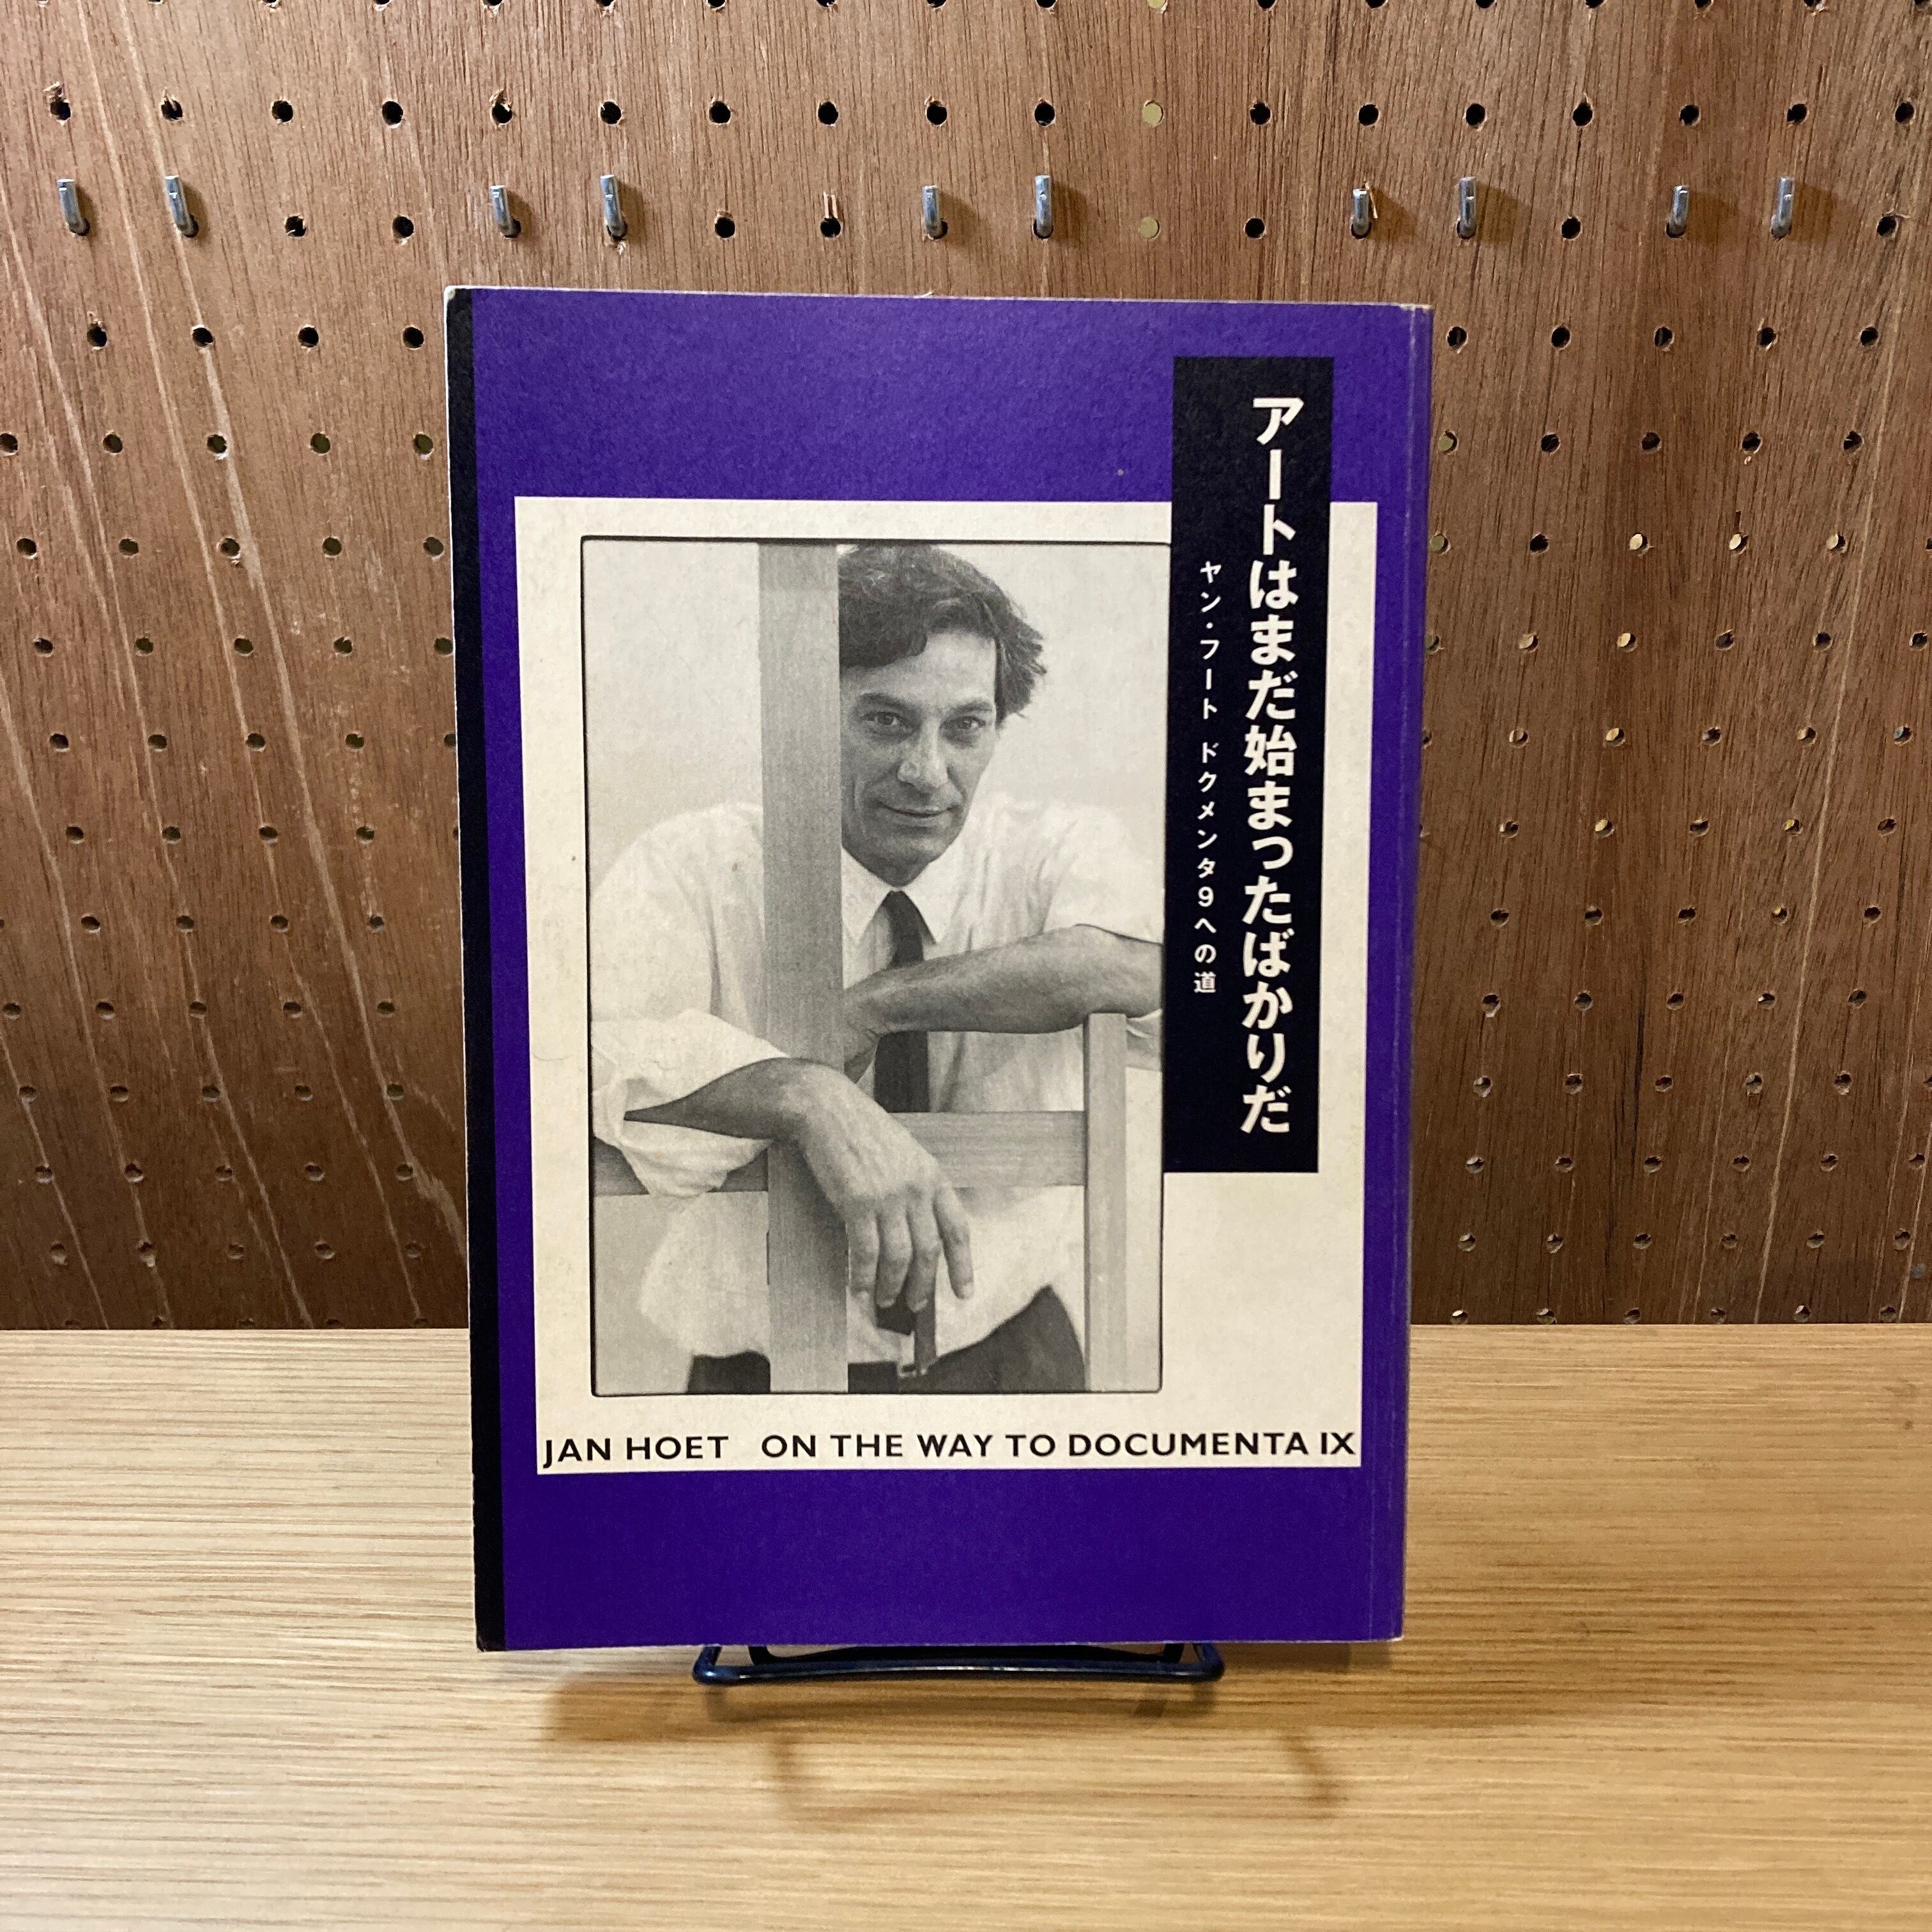 アートはまだ始まったばかりだ
ヤン・フート ドクメンタ9への道
JAN HOET ON THE WAY TO DOCUMENTA IX